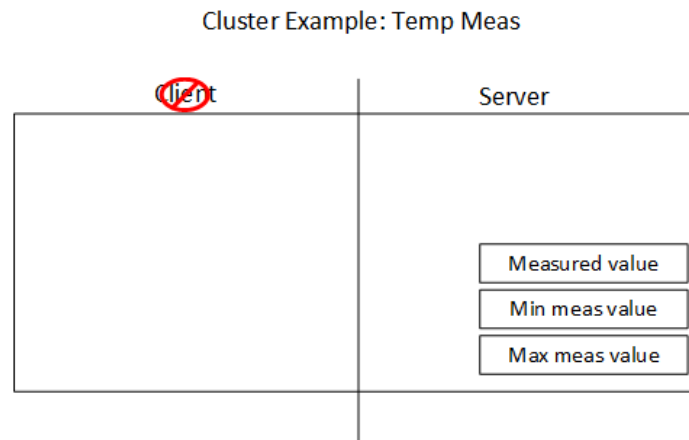 Cluster Example: Temp Meas
Client
Server
Measured value
Min meas value
Max meas value